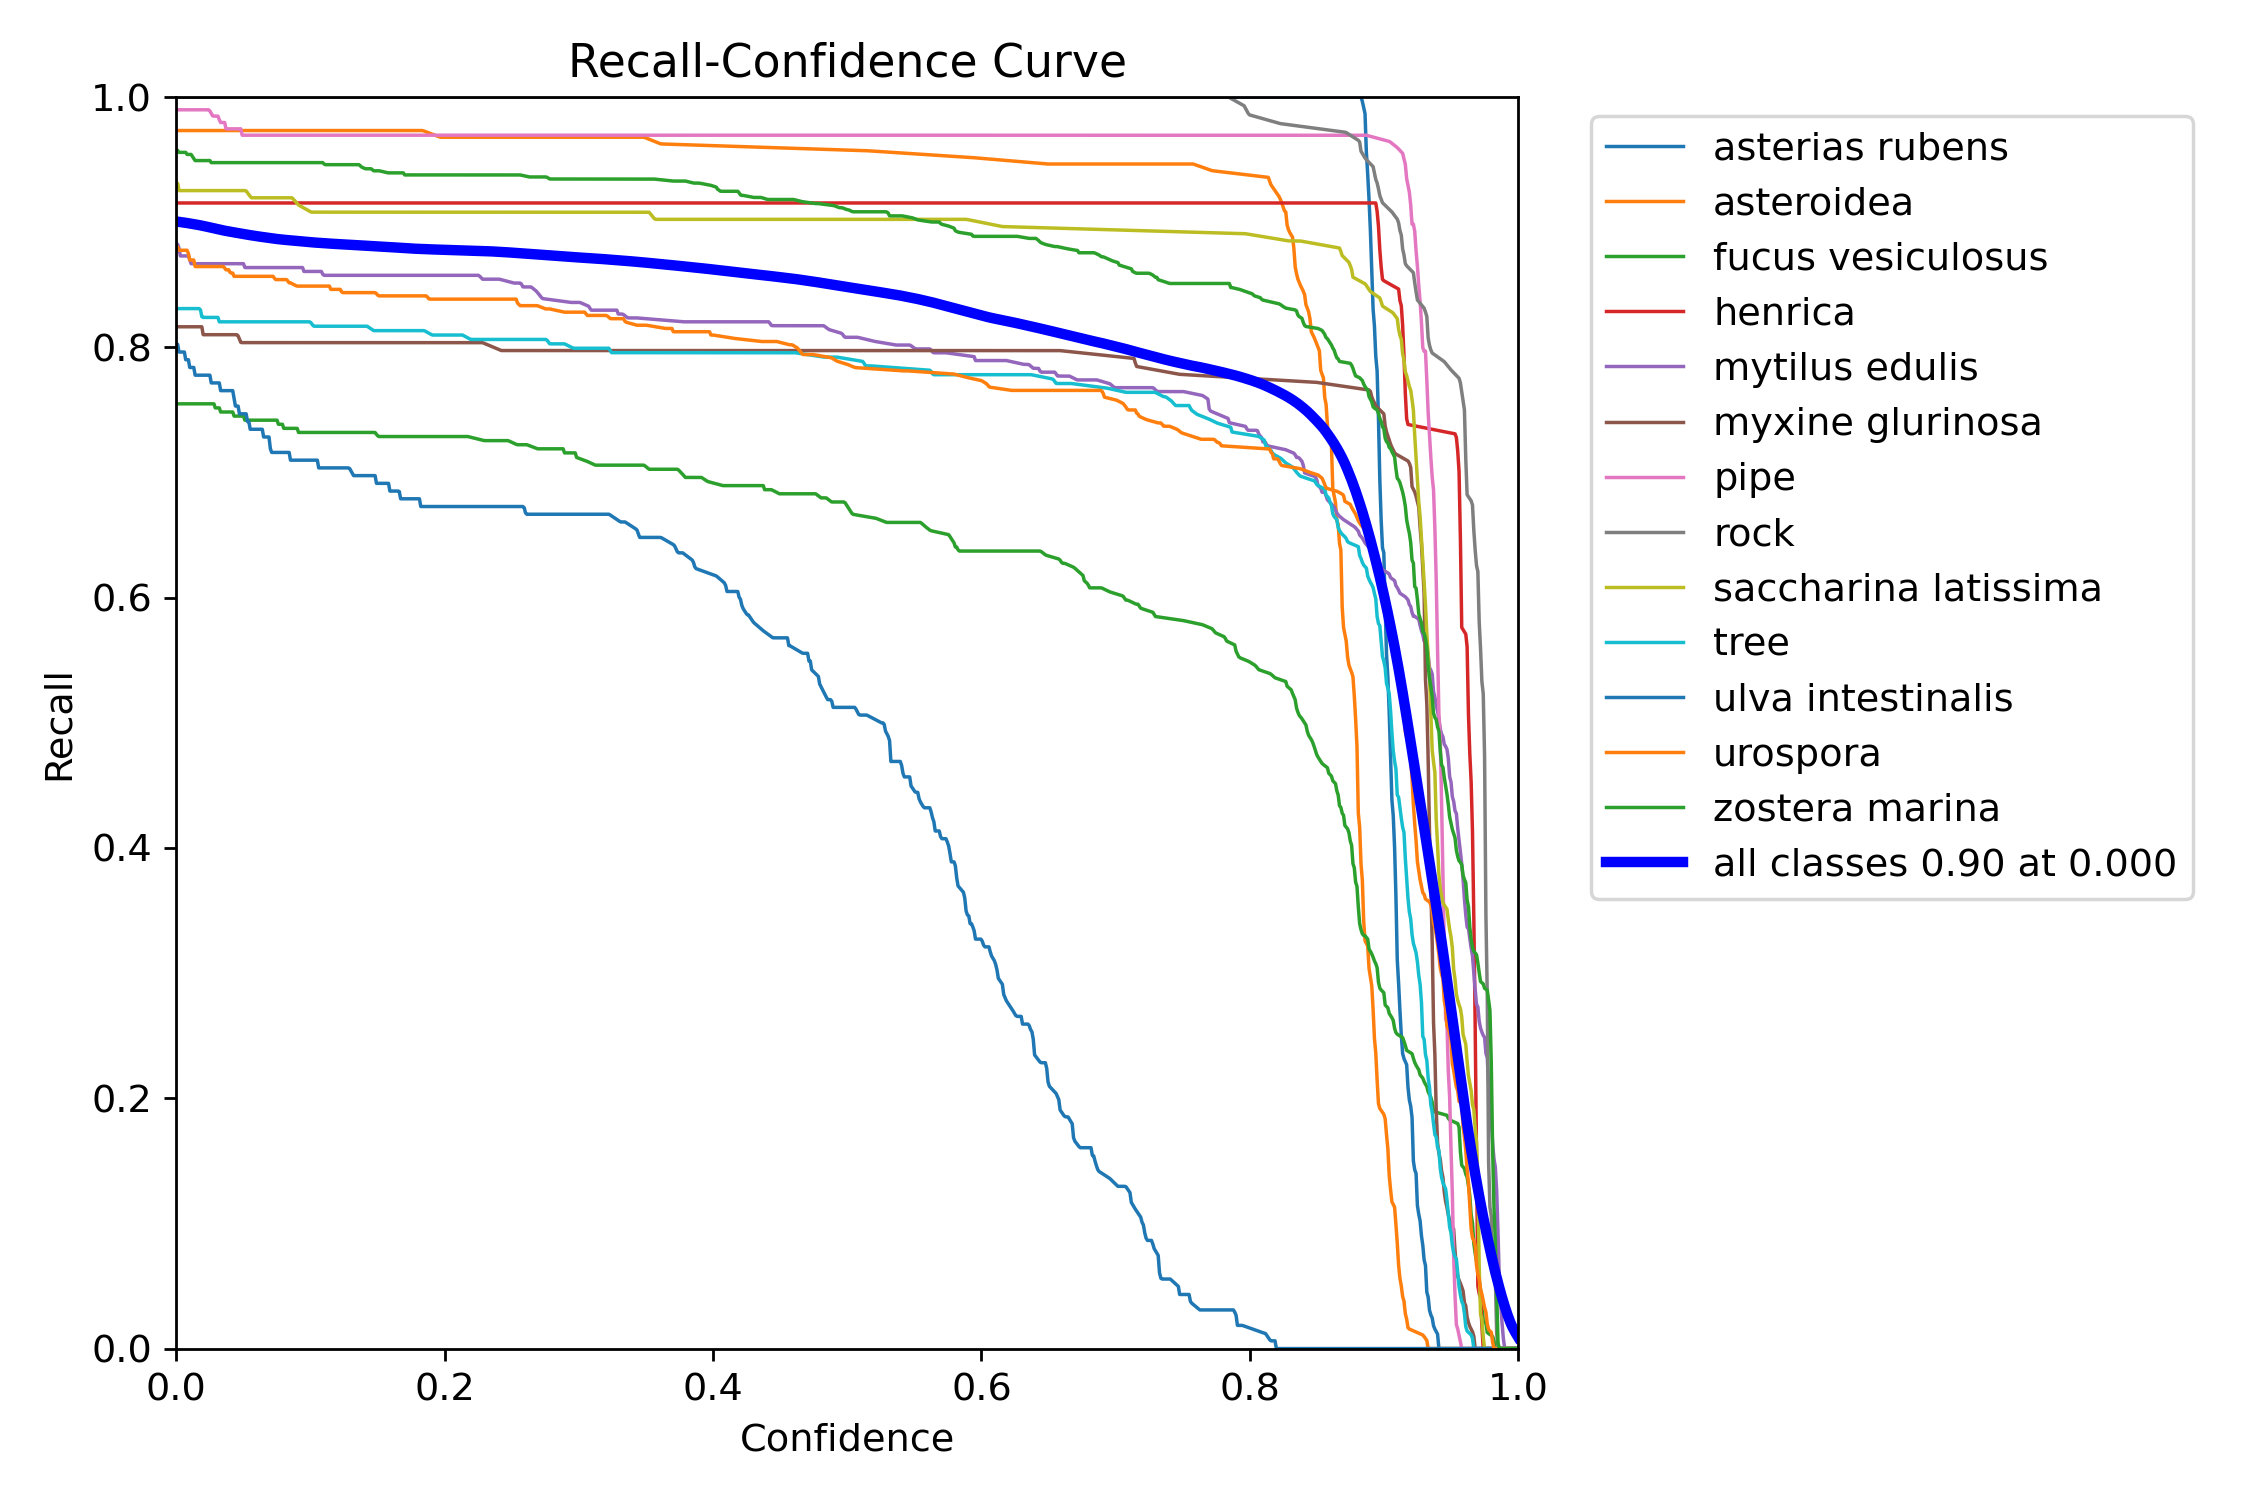 Recall-Confidence Curve
1.0
0.8
0.6
0.4
0.2
0.0
Recall
0.0 0.2 0.4 0.6 0.8 1.0
Confidence
asterias rubens
asteroidea
fucus vesiculosus
henrica
mytilus edulis
myxine glurinosa
pipe
rock
saccharina latissima
tree
ulva intestinalis
urospora
zostera marina
all classes 0.90 at 0.000